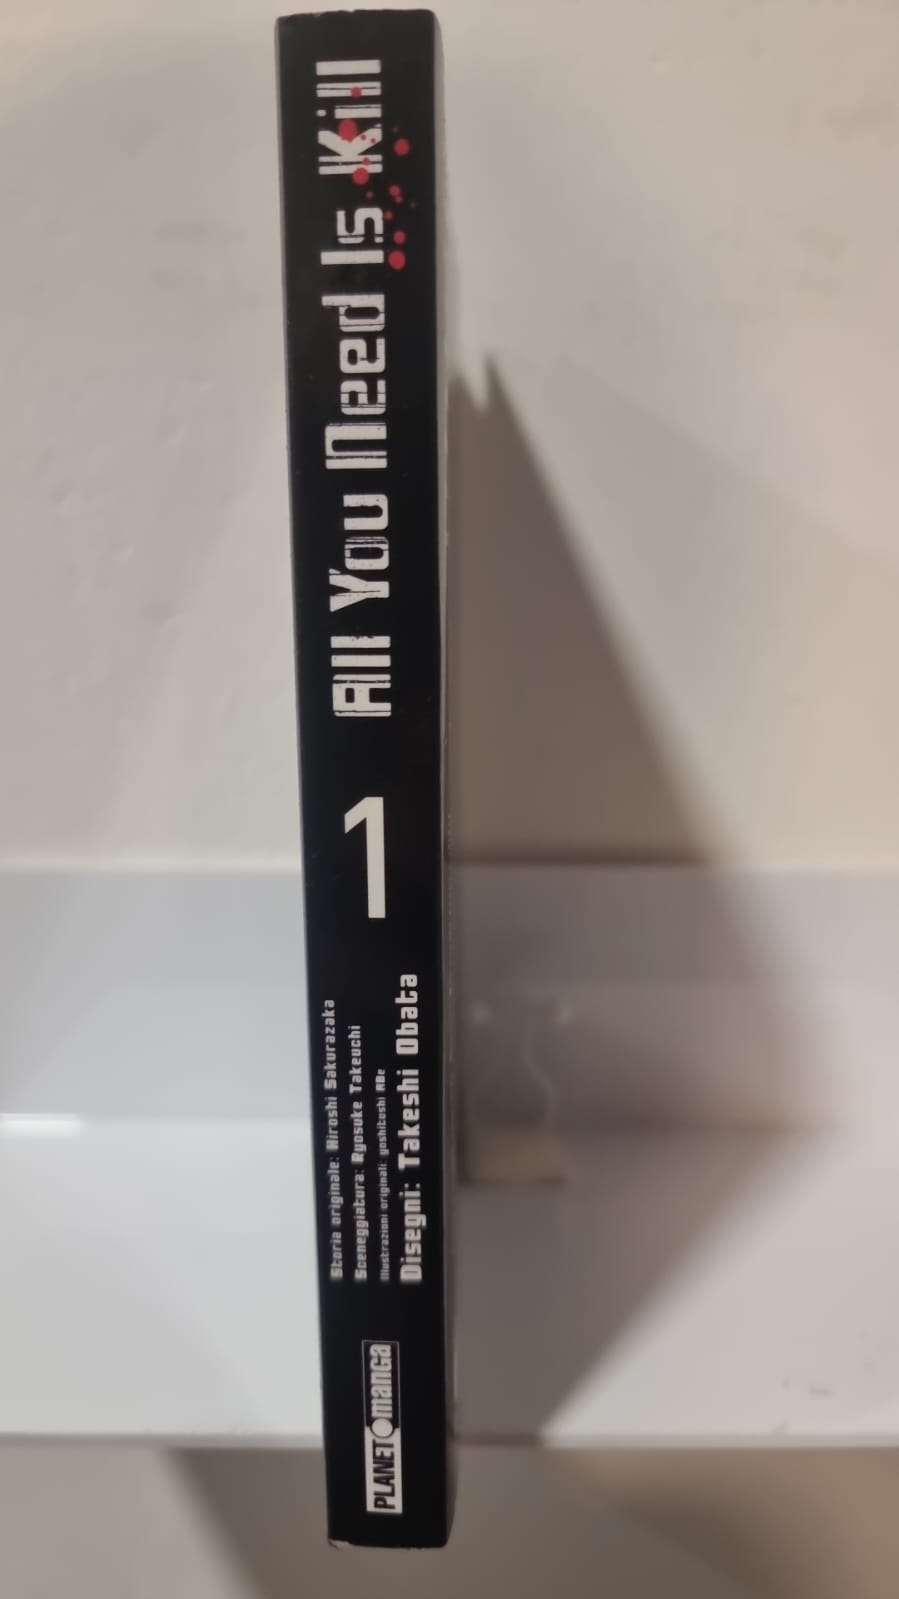 All You Need Is Kill
1
Storia originale: Hiroshi Sakurazaka
Sceneggiatura: Ryosuke Takeuchi
Illustrazioni originali: yoshitoshi ABe
Disegni: Takeshi Obata
PLANET manga